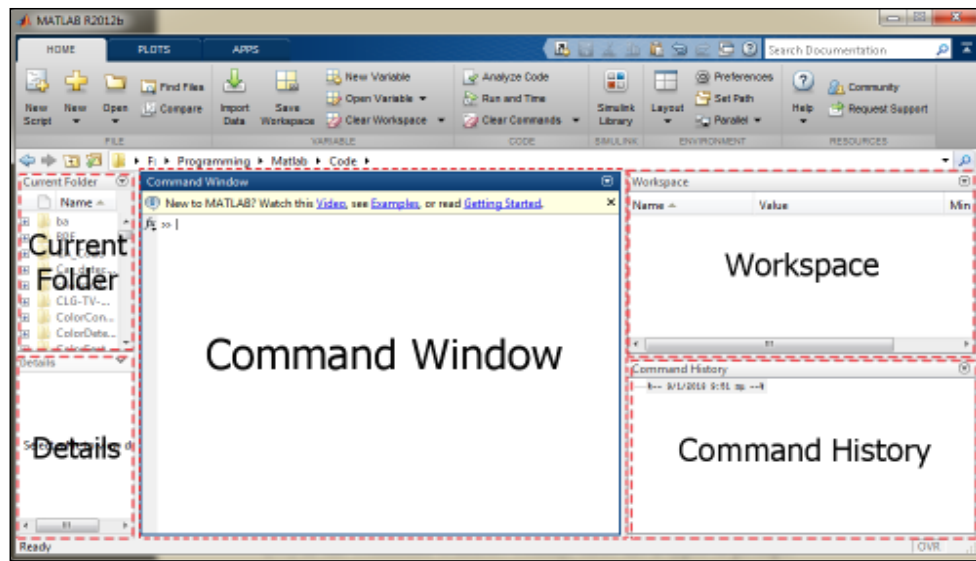 MATLAB R2012b
HOME PLOTS APPS
Search Documentation
New Script
New
Open
Find Files
Compare
Import Data
Save Workspace
New Variable
Open Variable
Clear Workspace
Analyze Code
Run and Time
Clear Commands
Simulink Library
Layout
Preferences
Set Path
Parallel
Help
Community
Request Support
FILE VARIABLE CODE SIMULINK ENVIRONMENT RESOURCES
F: Programming Matlab Code
Current Folder
Name
ba
Current Folder
CLG-TV-...
ColorCon...
ColorDete...
Details
Details
Command Window
New to MATLAB? Watch this Video, see Examples, or read Getting Started.
fx >>
Command Window
Workspace
Name Value Min
Workspace
Command History
Command History
Ready
OVR